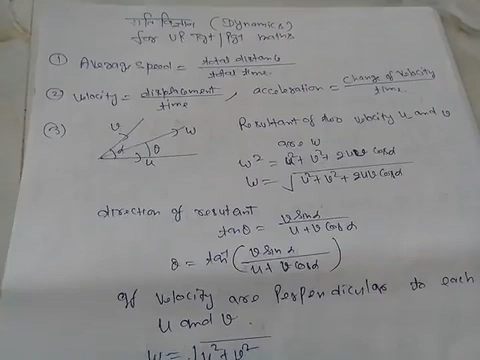 गति विज्ञान (Dynamics)
for UP TGT/PGT maths
① Average speed = total distance / total time.
② velocity = displacement / time, acceleration = change of velocity / time.
③ Resultant of two velocity u and v
v w
α θ
u
are w
w² = u² + v² + 2uv cosα
w = √(u² + v² + 2uv cosα)
direction of resutant
tanθ = v sinα / u + v cosα
θ = tan⁻¹ (v sinα / u + v cosα)
If velocity are perpendicular to each
u and v.
w = √(u² + v²)